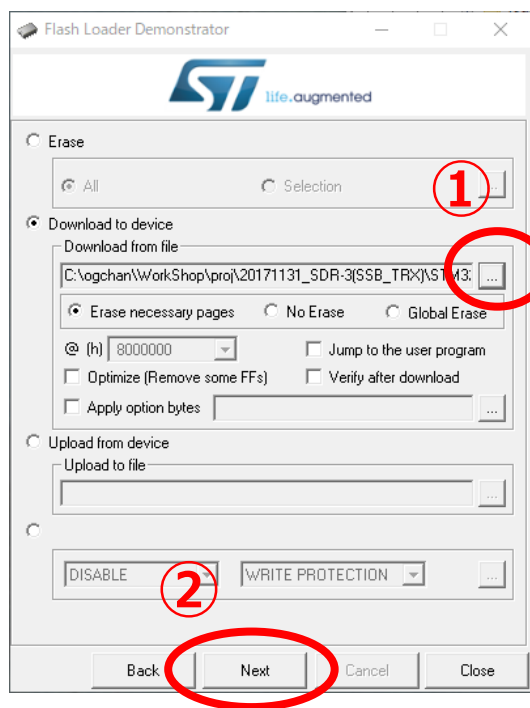 Flash Loader Demonstrator
ST life.augmented
Erase
All Selection ① ...
Download to device
Download from file
C:\ogchan\WorkShop\proj\20171131_SDR-3(SSB_TRX)\STM3 ...
Erase necessary pages No Erase Global Erase
@ (h) 8000000 Jump to the user program
Optimize (Remove some FFs) Verify after download
Apply option bytes ...
Upload from device
Upload to file
...
DISABLE ② WRITE PROTECTION ...
Back Next Cancel Close